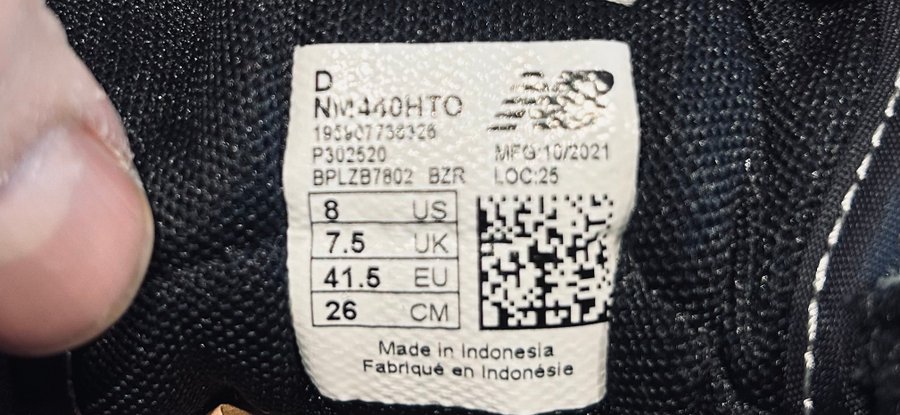 D
NM440HTO
P302520
MFG:10/2021
BPLZB7802 BZR
LOC:25
8 US
7.5 UK
41.5 EU
26 CM
Made in Indonesia
Fabriqué en Indonésie